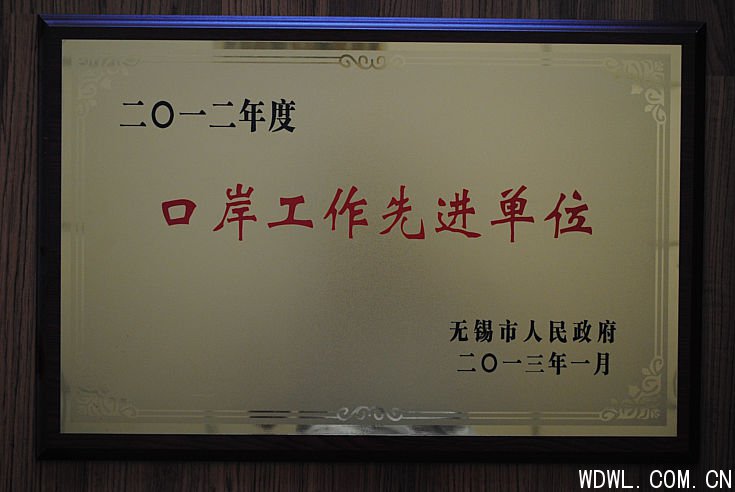 二〇一二年度
口岸工作先进单位
无锡市人民政府
二〇一三年一月
WDWL.COM.CN